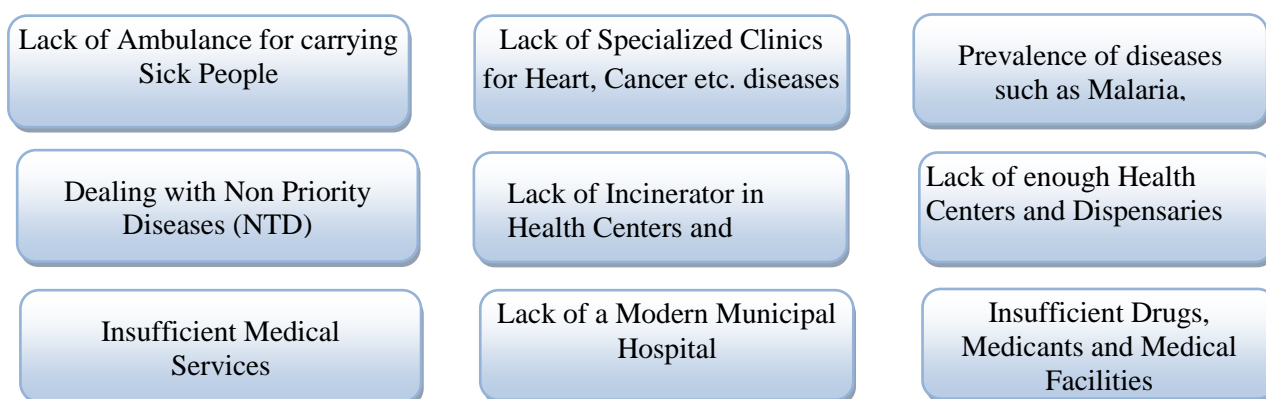 Lack of Ambulance for carrying
Sick People
Lack of Specialized Clinics
for Heart, Cancer etc. diseases
Prevalence of diseases
such as Malaria,
Dealing with Non Priority
Diseases (NTD)
Lack of Incinerator in
Health Centers and
Lack of enough Health
Centers and Dispensaries
Insufficient Medical
Services
Lack of a Modern Municipal
Hospital
Insufficient Drugs,
Medicants and Medical
Facilities